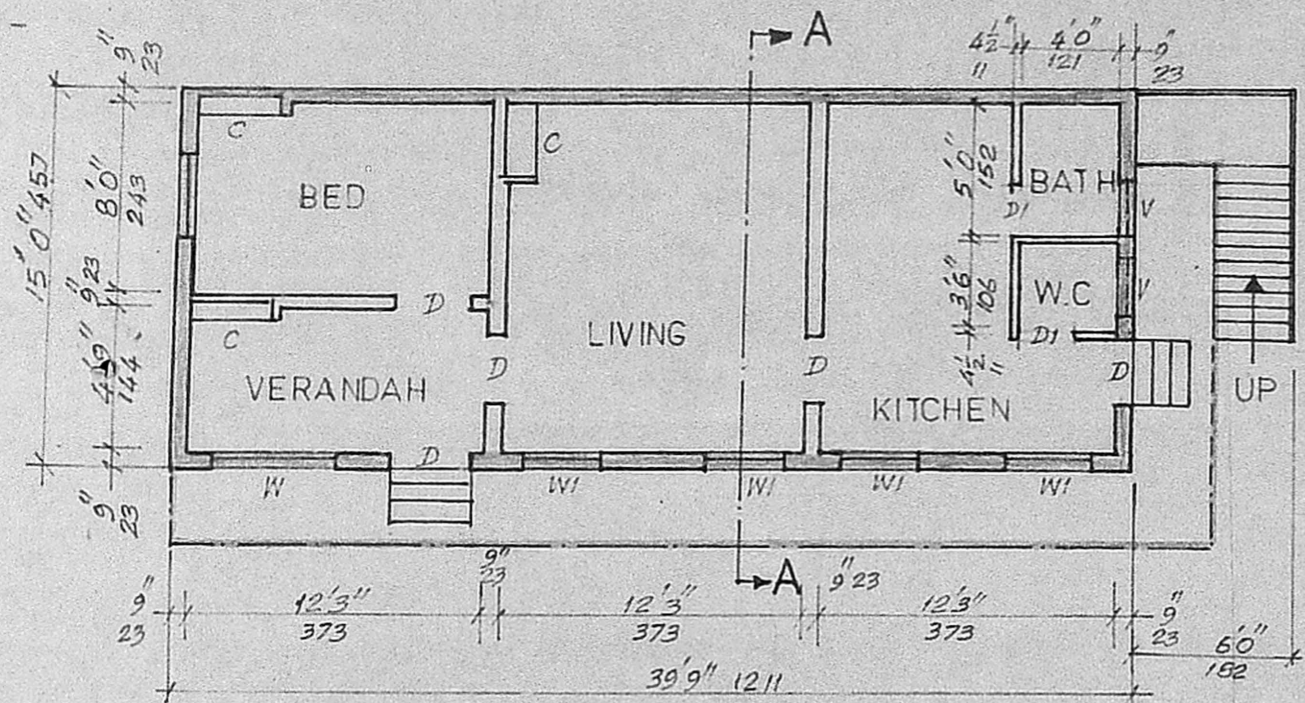 A
4½" 4'0" 9"
11 121 23
9"
23
15'0" 457
8'0"
243
9" 23
4'9"
144
9"
23
C
BED
C
5'0"
152
BATH
D1
V
3'6"
106
W.C
V
D1
4½"
11
D
C
VERANDAH
D
LIVING
D
KITCHEN
D
UP
D
W
W1
W1
W1
W1
A
9"
23
12'3"
373
9"
23
12'3"
373
9" 23
12'3"
373
9"
23
6'0"
182
39'9" 1211